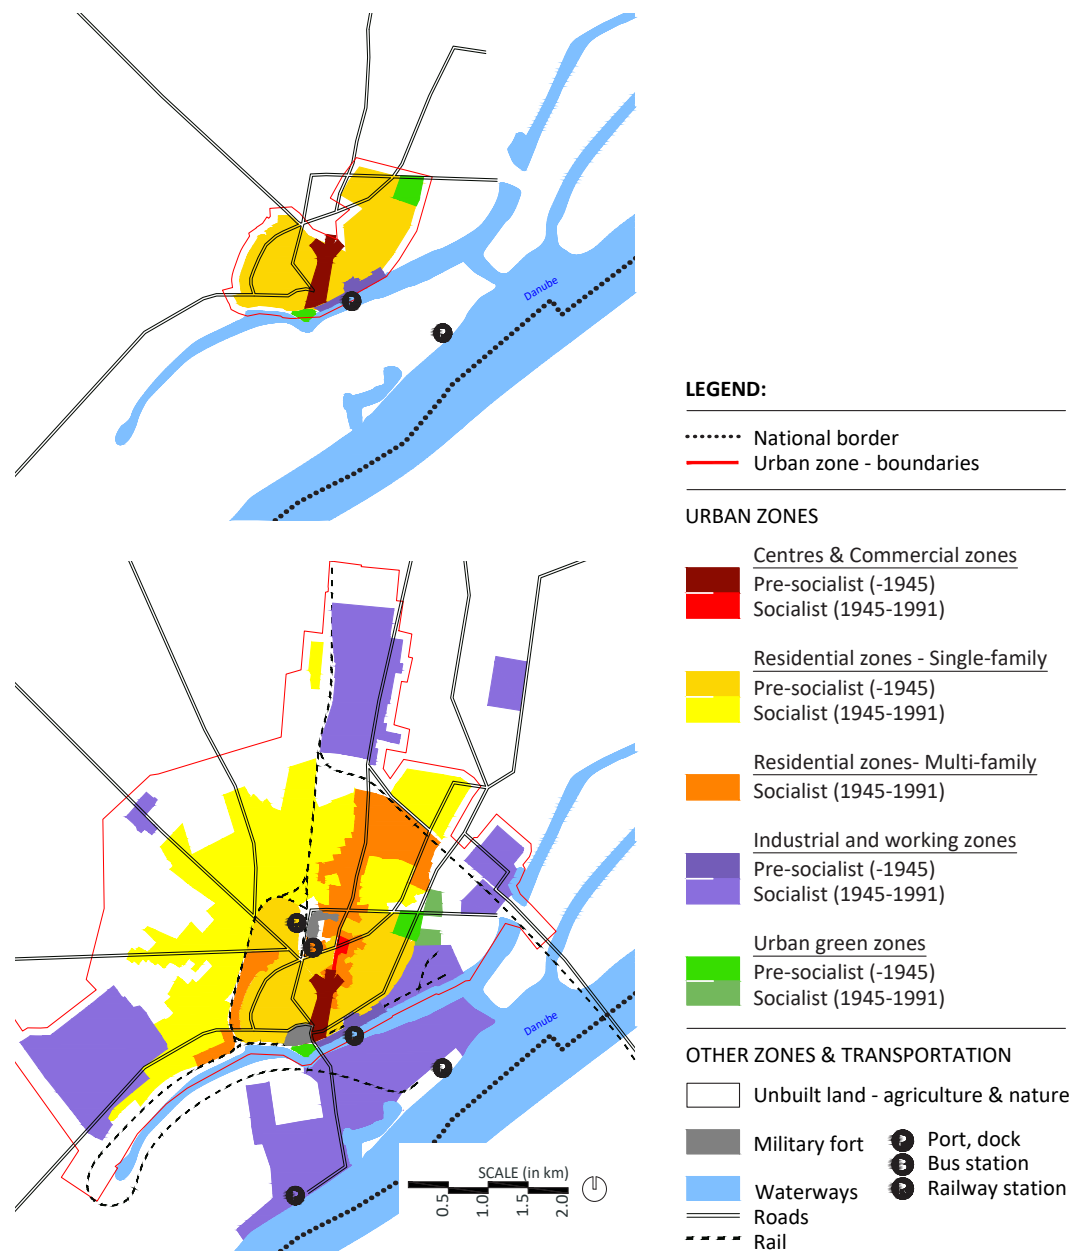 Danube
P
P
LEGEND:
National border
Urban zone - boundaries
URBAN ZONES
Centres & Commercial zones
Pre-socialist (-1945)
Socialist (1945-1991)
Residential zones - Single-family
Pre-socialist (-1945)
Socialist (1945-1991)
Residential zones- Multi-family
Socialist (1945-1991)
Industrial and working zones
Pre-socialist (-1945)
Socialist (1945-1991)
Urban green zones
Pre-socialist (-1945)
Socialist (1945-1991)
OTHER ZONES & TRANSPORTATION
Unbuilt land - agriculture & nature
Military fort
Waterways
Roads
Rail
P Port, dock
B Bus station
R Railway station
R
B
Danube
P
P
P
SCALE (in km)
0.5
1.0
1.5
2.0